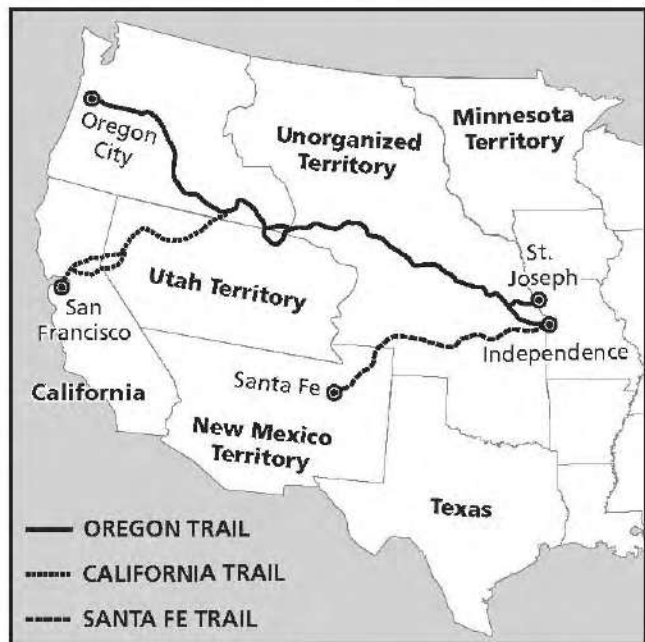 Oregon
City
Unorganized
Territory
Minnesota
Territory
St.
Joseph
Utah Territory
San
Francisco
Independence
Santa Fe
California
New Mexico
Territory
Texas
OREGON TRAIL
CALIFORNIA TRAIL
SANTA FE TRAIL